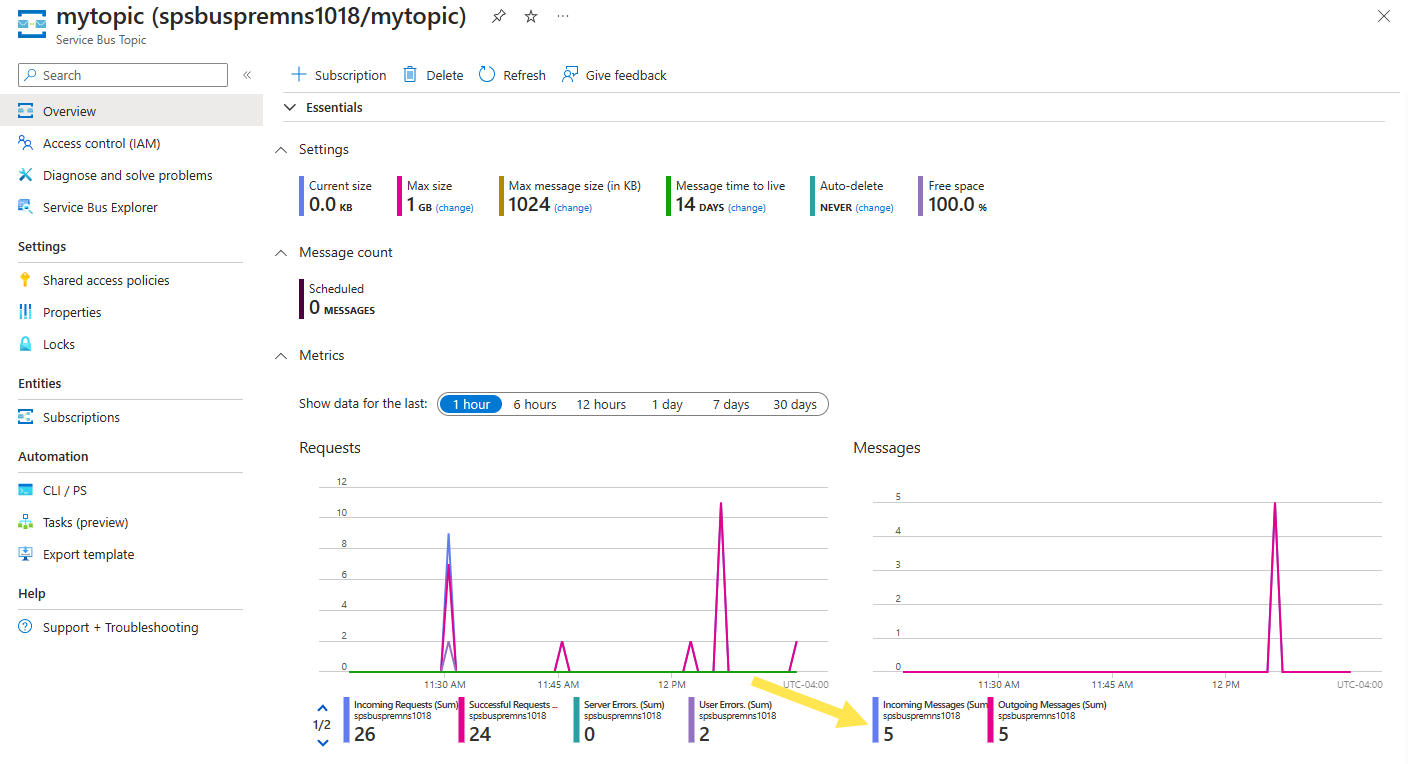 mytopic (spsbuspremns1018/mytopic)
Service Bus Topic
Search
Subscription Delete Refresh Give feedback
Overview
Access control (IAM)
Diagnose and solve problems
Service Bus Explorer
Settings
Shared access policies
Properties
Locks
Entities
Subscriptions
Automation
CLI / PS
Tasks (preview)
Export template
Help
Support + Troubleshooting
Essentials
Settings
Current size
0.0 KB
Max size
1 GB (change)
Max message size (in KB)
1024 (change)
Message time to live
14 DAYS (change)
Auto-delete
NEVER (change)
Free space
100.0 %
Message count
Scheduled
0 MESSAGES
Metrics
Show data for the last: 1 hour 6 hours 12 hours 1 day 7 days 30 days
Requests
12
10
8
6
4
2
0
11:30 AM 11:45 AM 12 PM UTC-04:00
1/2
Incoming Requests (Sum)
spsbuspremns1018
26
Successful Requests ...
spsbuspremns1018
24
Server Errors. (Sum)
spsbuspremns1018
0
User Errors. (Sum)
spsbuspremns1018
2
Messages
5
4
3
2
1
0
11:30 AM 11:45 AM 12 PM UTC-04:00
Incoming Messages (Sum)
spsbuspremns1018
5
Outgoing Messages (Sum)
spsbuspremns1018
5